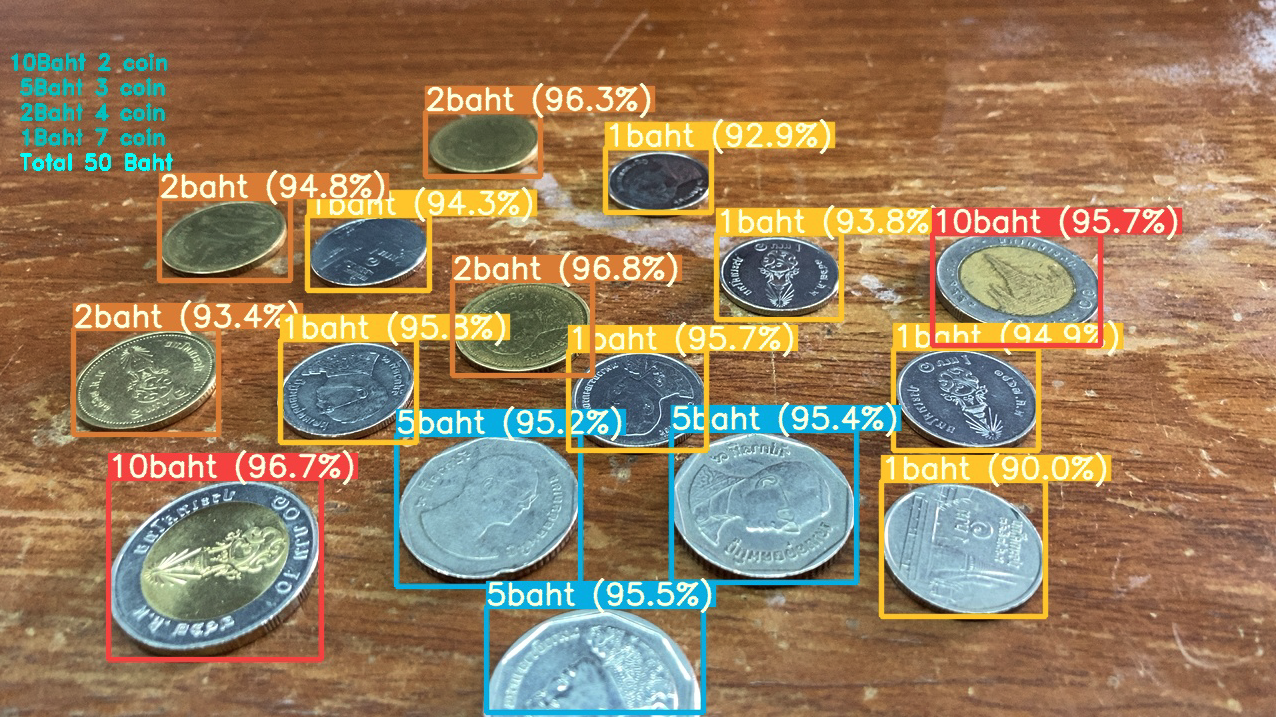 10Baht 2 coin
5Baht 3 coin
2Baht 4 coin
1Baht 7 coin
Total 50 Baht
2baht (96.3%)
1baht (92.9%)
2baht (94.8%)
1baht (94.3%)
1baht (93.8%
10baht (95.7%)
2baht (96.8%)
2baht (93.4%
1baht (95.8%)
1baht (95.7%)
1baht (94.9%)
5baht (95.2%)
5baht (95.4%)
10baht (96.7%)
1baht (90.0%)
5baht (95.5%)